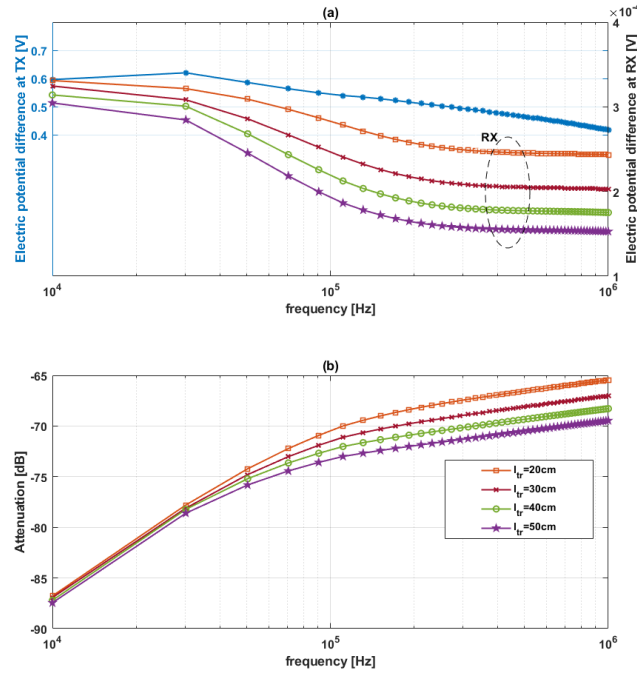 (a)
×10⁻⁴
Electric potential difference at TX [V]
0.7
0.6
0.5
0.4
RX
4
3
2
1
Electric potential difference at RX [V]
10⁴
10⁵
10⁶
frequency [Hz]
(b)
Attenuation [dB]
-65
-70
-75
-80
-85
-90
l_tr=20cm
l_tr=30cm
l_tr=40cm
l_tr=50cm
10⁴
10⁵
10⁶
frequency [Hz]